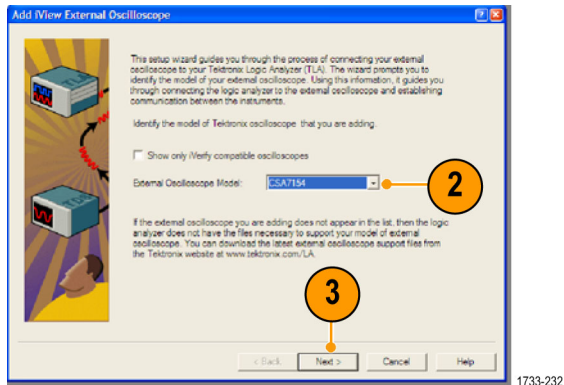 Add iView External Oscilloscope
This setup wizard guides you through the process of connecting your external
oscilloscope to your Tektronix Logic Analyzer (TLA). The wizard prompts you to
identify the model of your external oscilloscope. Using this information, it guides you
through connecting the logic analyzer to the external oscilloscope and establishing
communication between the instruments.
Identify the model of Tektronix oscilloscope that you are adding.
Show only iVerify compatible oscilloscopes
External Oscilloscope Model: CSA7154
2
If the external oscilloscope you are adding does not appear in the list, then the logic
analyzer does not have the files necessary to support your model of external
oscilloscope. You can download the latest external oscilloscope support files from
the Tektronix website at www.tektronix.com/LA.
3
< Back Next > Cancel Help
1733-232
TLA
TDS